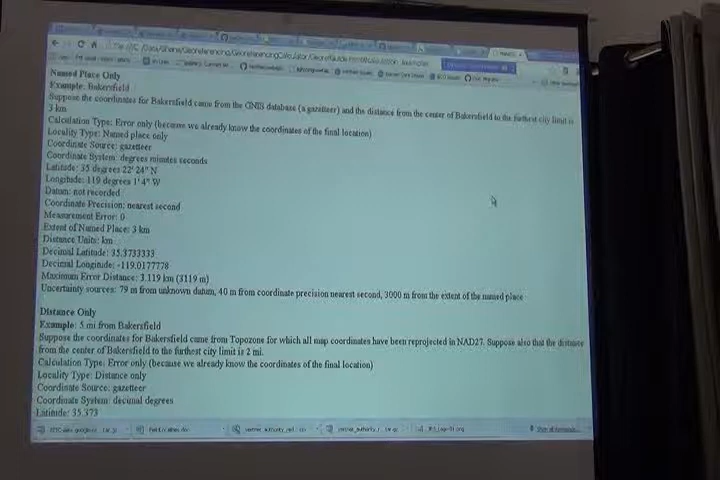 Named Place Only
Example: Bakersfield
Suppose the coordinates for Bakersfield came from the GNIS database (a gazetteer) and the distance from the center of Bakersfield to the furthest city limit is
3 km
Calculation Type: Error only (because we already know the coordinates of the final location)
Locality Type: Named place only
Coordinate Source: gazetteer
Coordinate System: degrees minutes seconds
Latitude: 35 degrees 22' 24" N
Longitude: 119 degrees 1' 4" W
Datum: not recorded
Coordinate Precision: nearest second
Measurement Error: 0
Extent of Named Place: 3 km
Distance Units: km
Decimal Latitude: 35.3733333
Decimal Longitude: -119.0177778
Maximum Error Distance: 3.119 km (3119 m)
Uncertainty sources: 79 m from unknown datum, 40 m from coordinate precision nearest second, 3000 m from the extent of the named place
Distance Only
Example: 5 mi from Bakersfield
Suppose the coordinates for Bakersfield came from Topozone for which all map coordinates have been reprojected in NAD27. Suppose also that the distance
from the center of Bakersfield to the furthest city limit is 2 mi.
Calculation Type: Error only (because we already know the coordinates of the final location)
Locality Type: Distance only
Coordinate Source: gazetteer
Coordinate System: decimal degrees
Latitude: 35.373